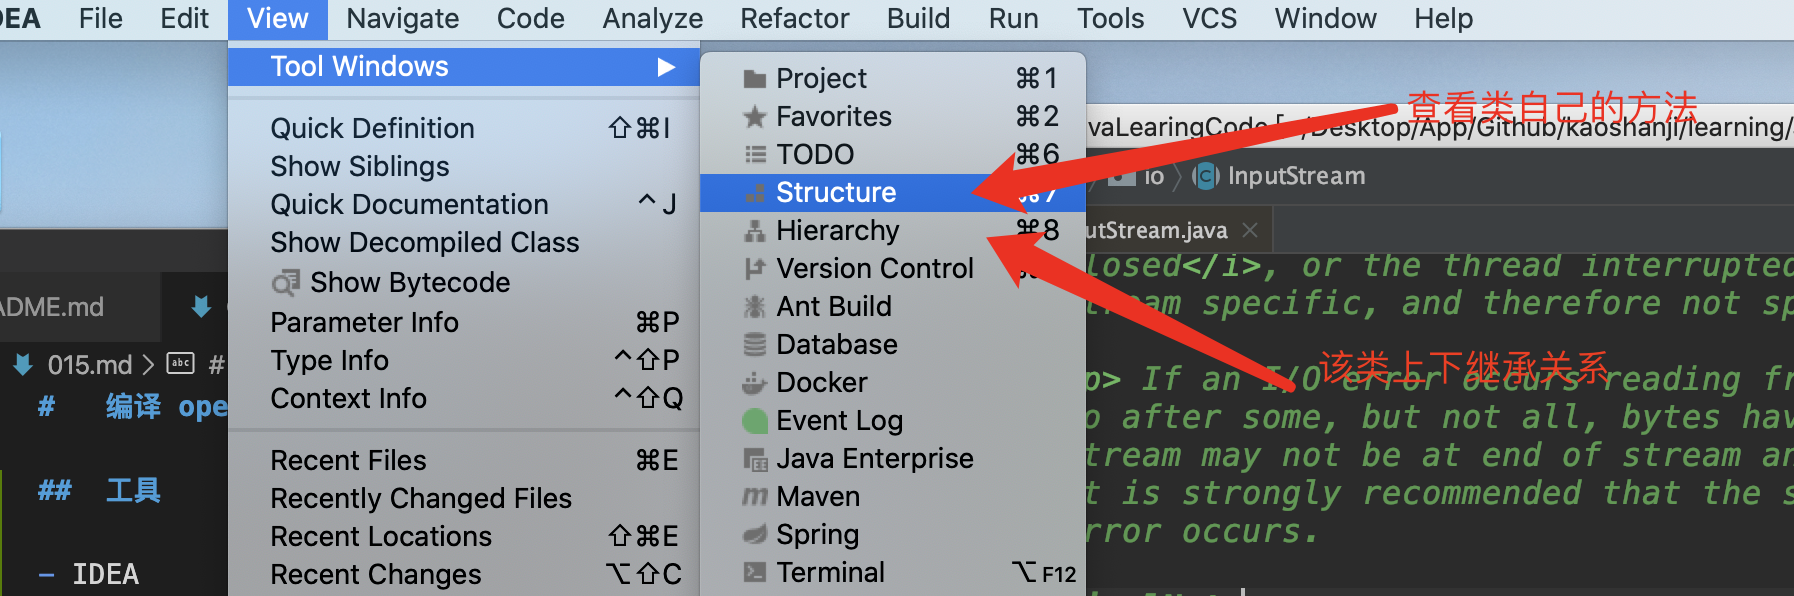 DEA File Edit View Navigate Code Analyze Refactor Build Run Tools VCS Window Help
Tool Windows
Quick Definition ⇧⌘I
Show Siblings
Quick Documentation ^J
Show Decompiled Class
Show Bytecode
Parameter Info ⌘P
Type Info ^⇧P
Context Info ^⇧Q
Recent Files ⌘E
Recently Changed Files
Recent Locations ⇧⌘E
Recent Changes ⌥⇧C
Project ⌘1
Favorites ⌘2
TODO ⌘6
Structure ⌘7
Hierarchy ⌘8
Version Control
Ant Build
Database
Docker
Event Log
Java Enterprise
Maven
Spring
Terminal ⌥F12
查看类自己的方法
该类上下继承关系
vaLearingCode [~/Desktop/App/Github/kaoshanji/learning/
io InputStream
utStream.java
losed</i>, or the thread interrupted
ream specific, and therefore not sp
p> If an I/O error occurs reading fr
o after some, but not all, bytes hav
tream may not be at end of stream an
t is strongly recommended that the s
rror occurs.
ADME.md
015.md > abc #
# 编译 ope
## 工具
- IDEA